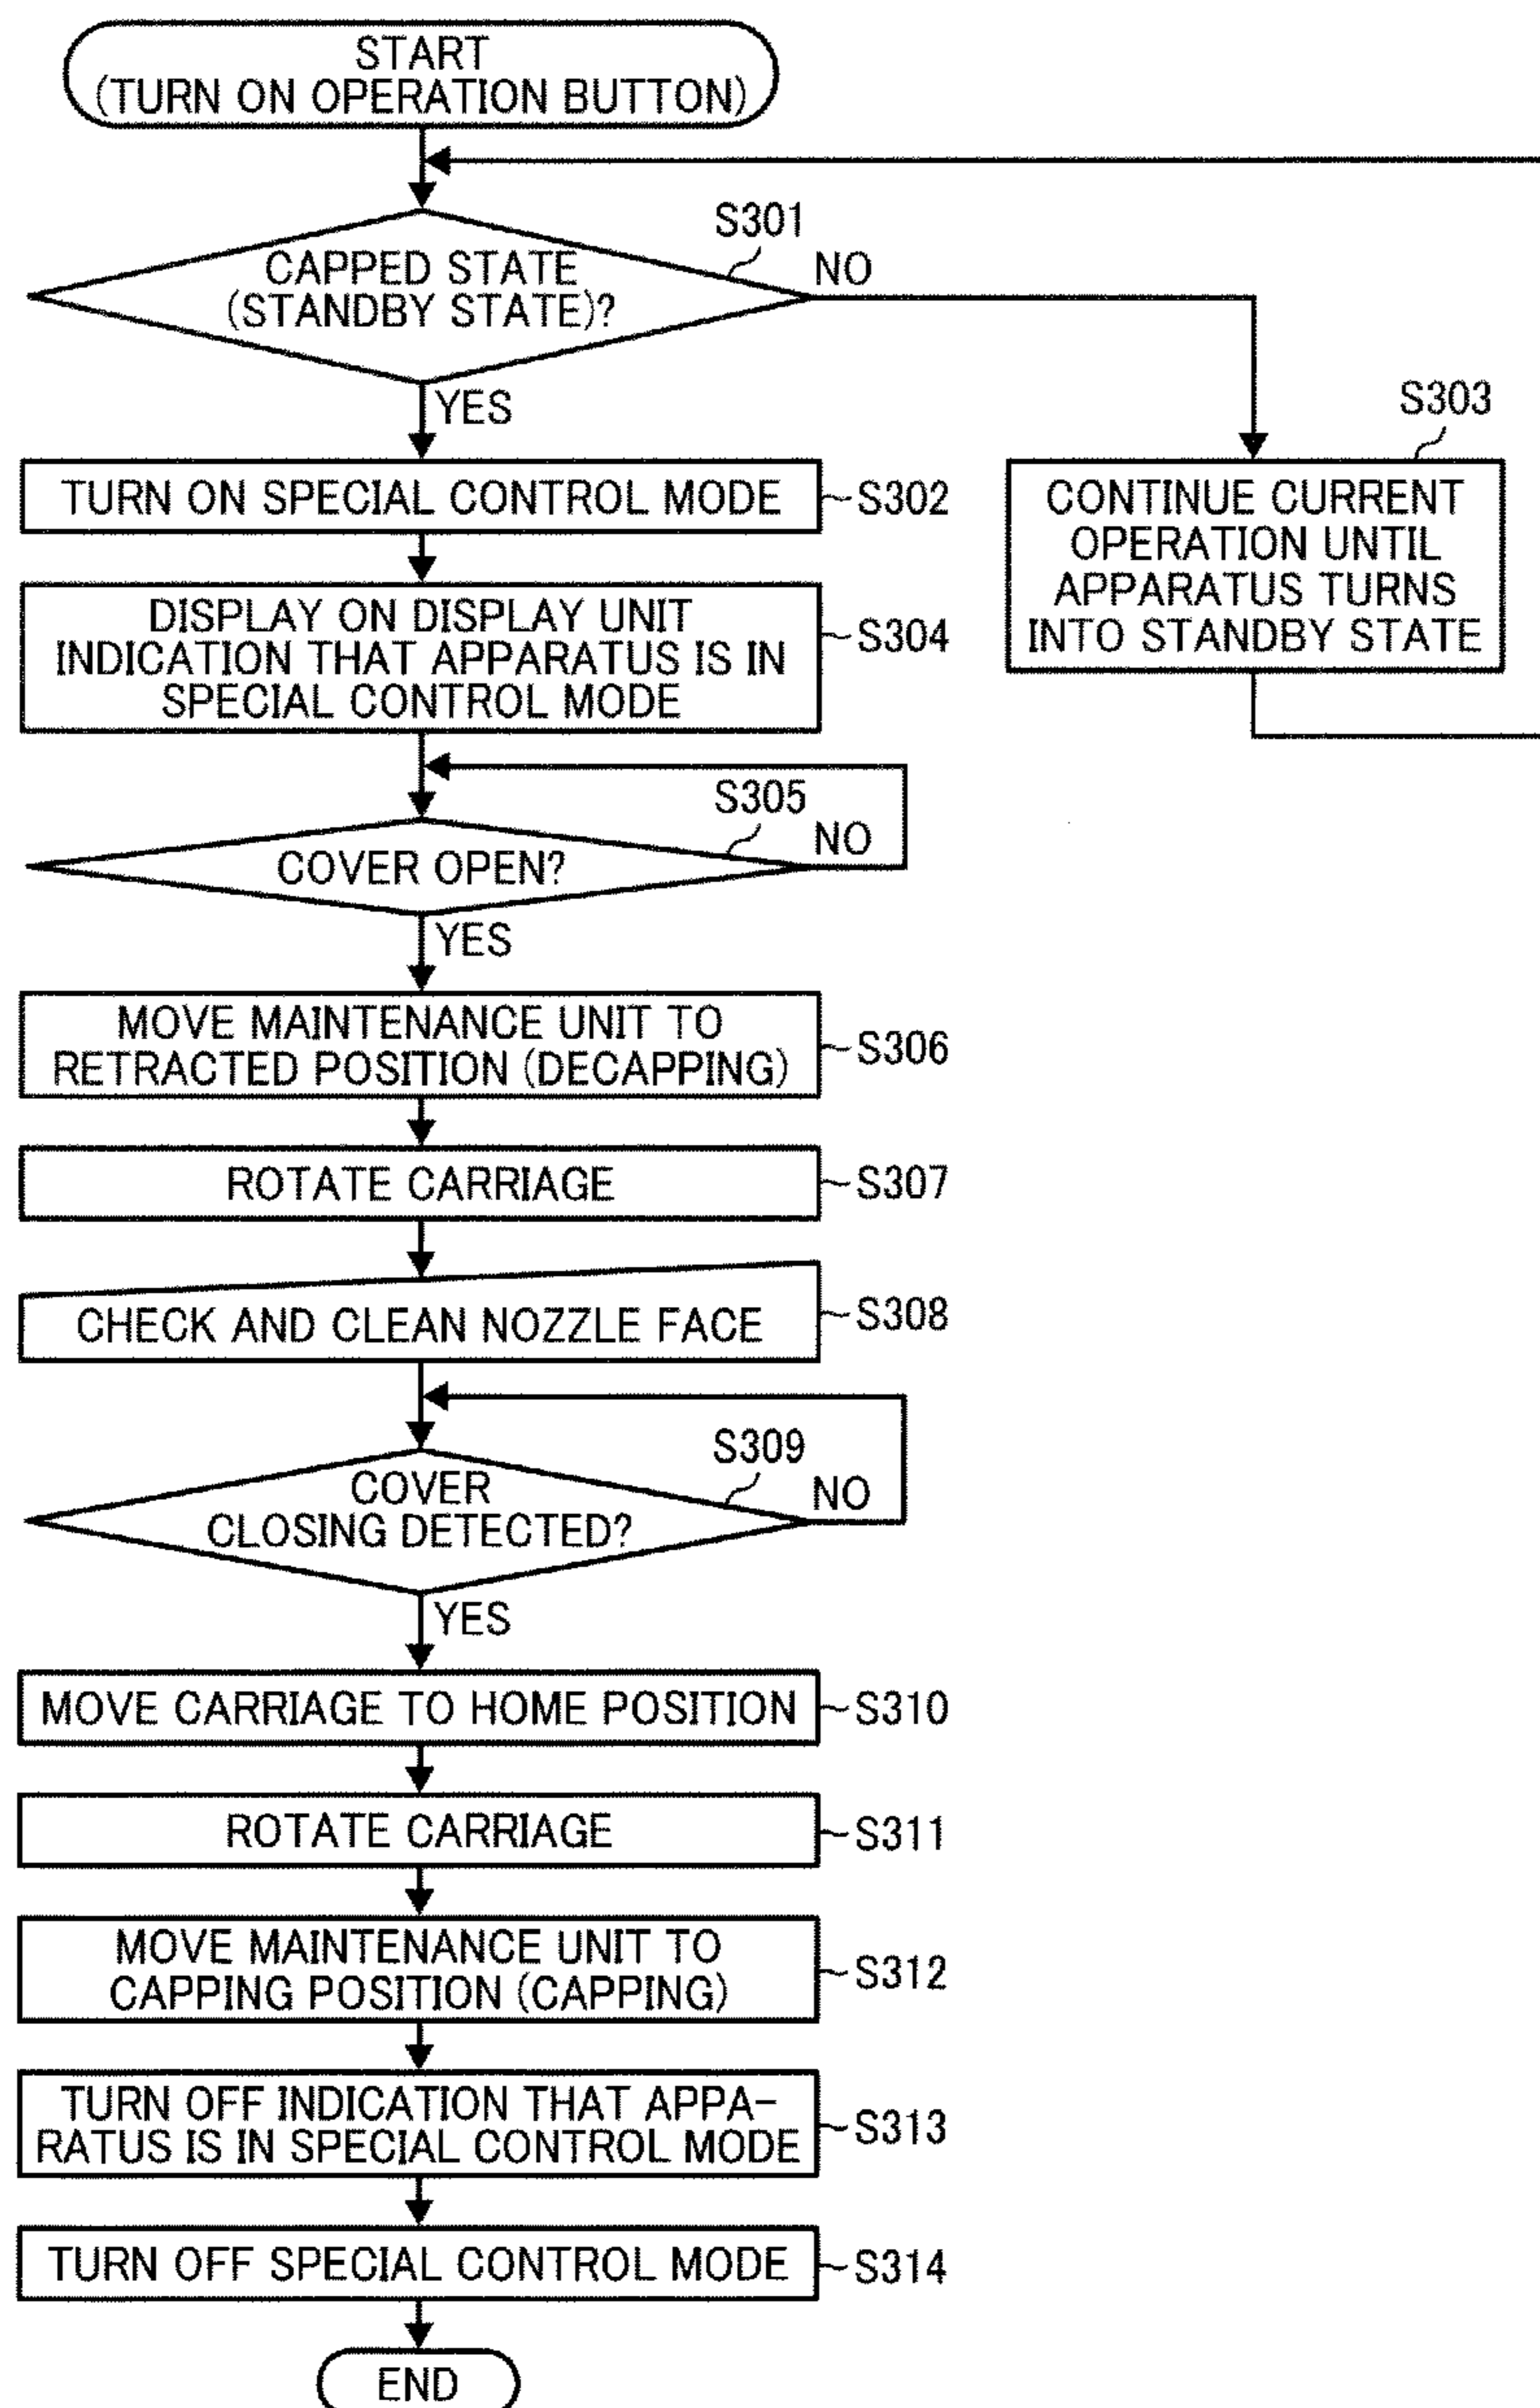 START
(TURN ON OPERATION BUTTON)
S301
CAPPED STATE
(STANDBY STATE)?
NO
YES
S303
TURN ON SPECIAL CONTROL MODE
S302
CONTINUE CURRENT
OPERATION UNTIL
APPARATUS TURNS
INTO STANDBY STATE
DISPLAY ON DISPLAY UNIT
INDICATION THAT APPARATUS IS IN
SPECIAL CONTROL MODE
S304
S305
COVER OPEN?
NO
YES
MOVE MAINTENANCE UNIT TO
RETRACTED POSITION (DECAPPING)
S306
ROTATE CARRIAGE
S307
CHECK AND CLEAN NOZZLE FACE
S308
S309
COVER
CLOSING DETECTED?
NO
YES
MOVE CARRIAGE TO HOME POSITION
S310
ROTATE CARRIAGE
S311
MOVE MAINTENANCE UNIT TO
CAPPING POSITION (CAPPING)
S312
TURN OFF INDICATION THAT APPA-
RATUS IS IN SPECIAL CONTROL MODE
S313
TURN OFF SPECIAL CONTROL MODE
S314
END